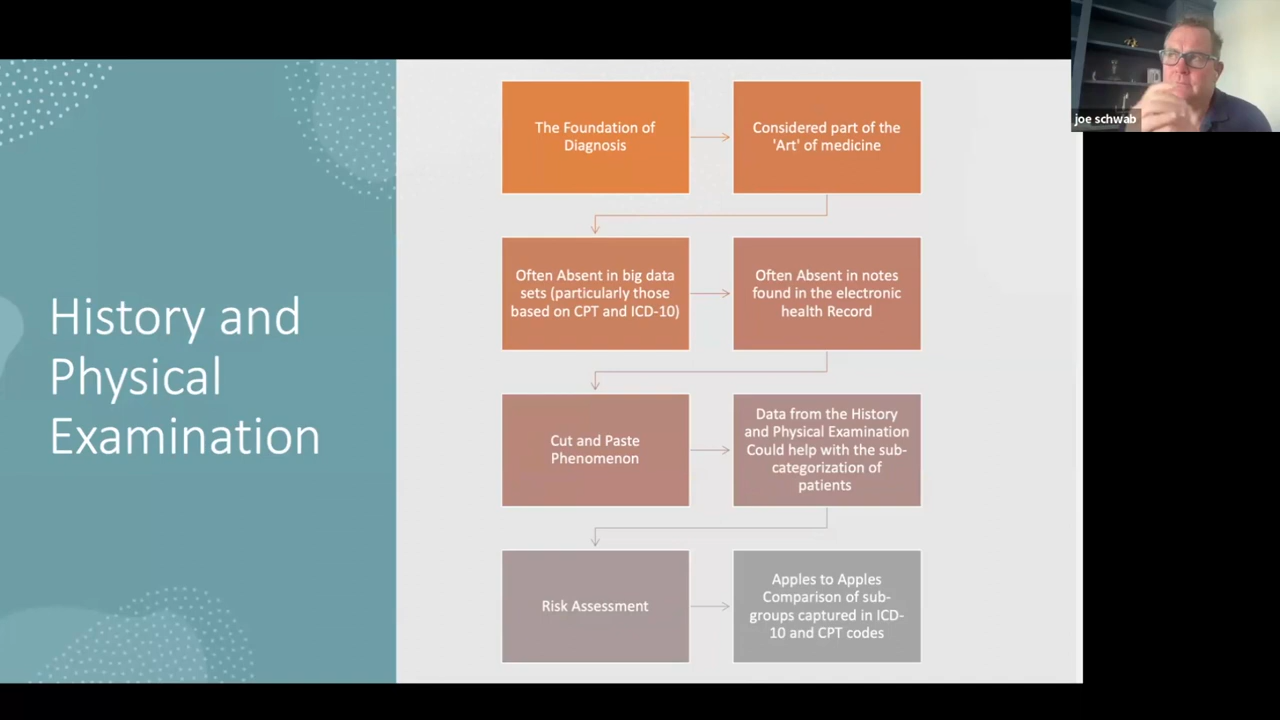 History and
Physical
Examination
The Foundation of
Diagnosis
Considered part of the
'Art' of medicine
Often Absent in big data
sets (particularly those
based on CPT and ICD-10)
Often Absent in notes
found in the electronic
health Record
Cut and Paste
Phenomenon
Data from the History
and Physical Examination
Could help with the sub-
categorization of
patients
Risk Assessment
Apples to Apples
Comparison of sub-
groups captured in ICD-
10 and CPT codes
joe schwab